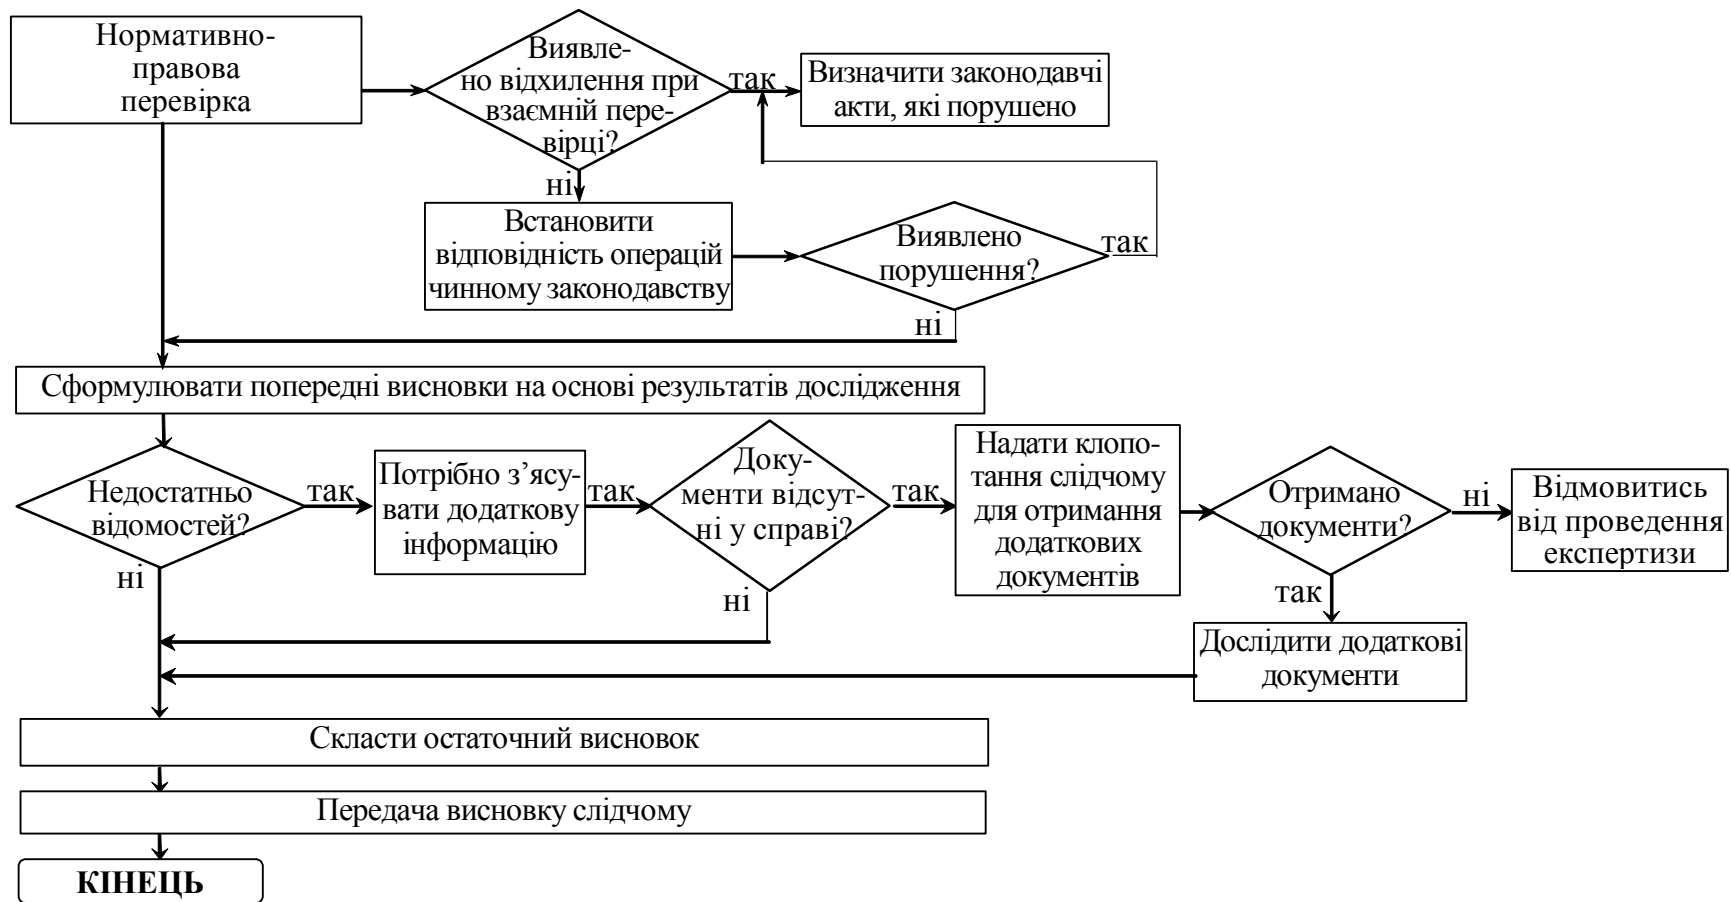 Нормативно-
правова
перевірка
Виявле-
но відхилення при
взаємній пере-
вірці?
так
Визначити законодавчі
акти, які порушено
ні
Встановити
відповідність операцій
чинному законодавству
Виявлено
порушення?
так
ні
Сформулювати попередні висновки на основі результатів дослідження
Недостатньо
відомостей?
так
Потрібно з’ясу-
вати додаткову
інформацію
так
Доку-
менти відсут-
ні у справі?
так
Надати клопо-
тання слідчому
для отримання
додаткових
документів
Отримано
документи?
ні
Відмовитись
від проведення
експертизи
ні
ні
так
Дослідити додаткові
документи
Скласти остаточний висновок
Передача висновку слідчому
КІНЕЦЬ